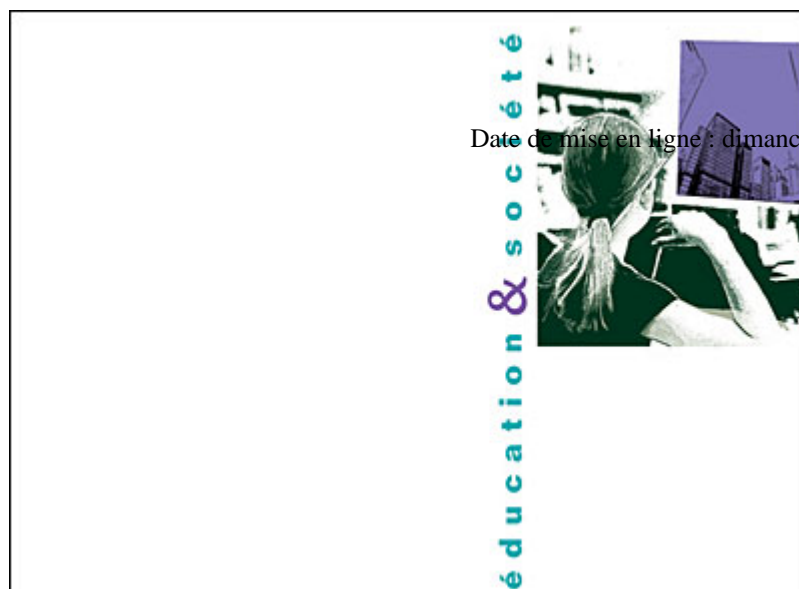 éducation & société
Date de mise en ligne : dimanc